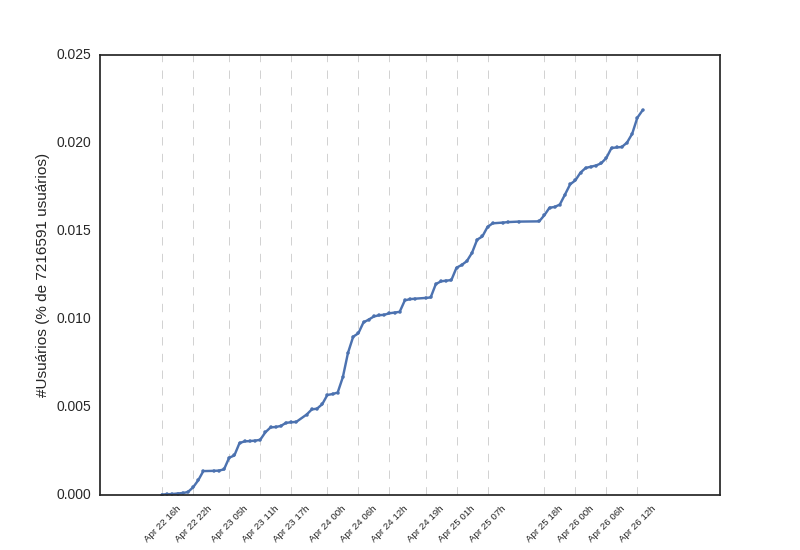 0.025
0.020
0.015
0.010
0.005
0.000
#Usuários (% de 7216591 usuários)
Apr 22 16h
Apr 22 22h
Apr 23 05h
Apr 23 11h
Apr 23 17h
Apr 24 00h
Apr 24 06h
Apr 24 12h
Apr 24 19h
Apr 25 01h
Apr 25 07h
Apr 25 18h
Apr 26 00h
Apr 26 06h
Apr 26 12h